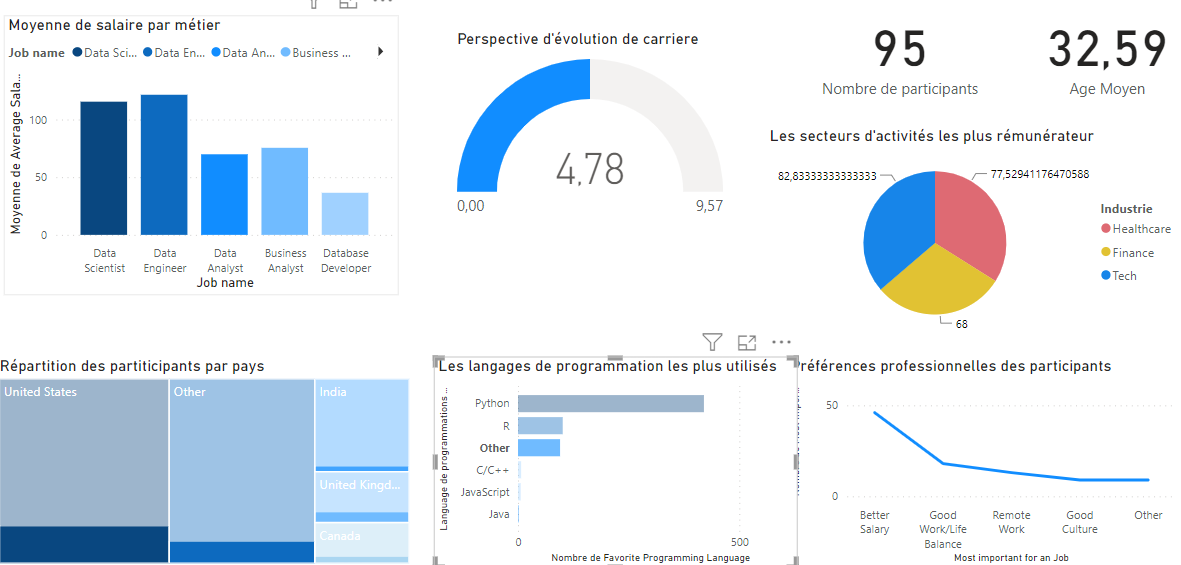 Moyenne de salaire par métier
Job name
Data Sci...
Data En...
Data An...
Business ...
Moyenne de Average Sala...
100
50
0
Data
Scientist
Data
Engineer
Data
Analyst
Business
Analyst
Database
Developer
Job name
Perspective d'évolution de carriere
4,78
0,00
9,57
95
Nombre de participants
32,59
Age Moyen
Les secteurs d'activités les plus rémunérateur
82,83333333333333
77,52941176470588
68
Industrie
Healthcare
Finance
Tech
Répartition des partiticipants par pays
United States
Other
India
United Kingd...
Canada
Les langages de programmation les plus utilisés
Language de programmations ...
Python
R
Other
C/C++
JavaScript
Java
0
500
Nombre de Favorite Programming Language
références professionnelles des participants
50
0
Better
Salary
Good
Work/Life
Balance
Remote
Work
Good
Culture
Other
Most important for an Job